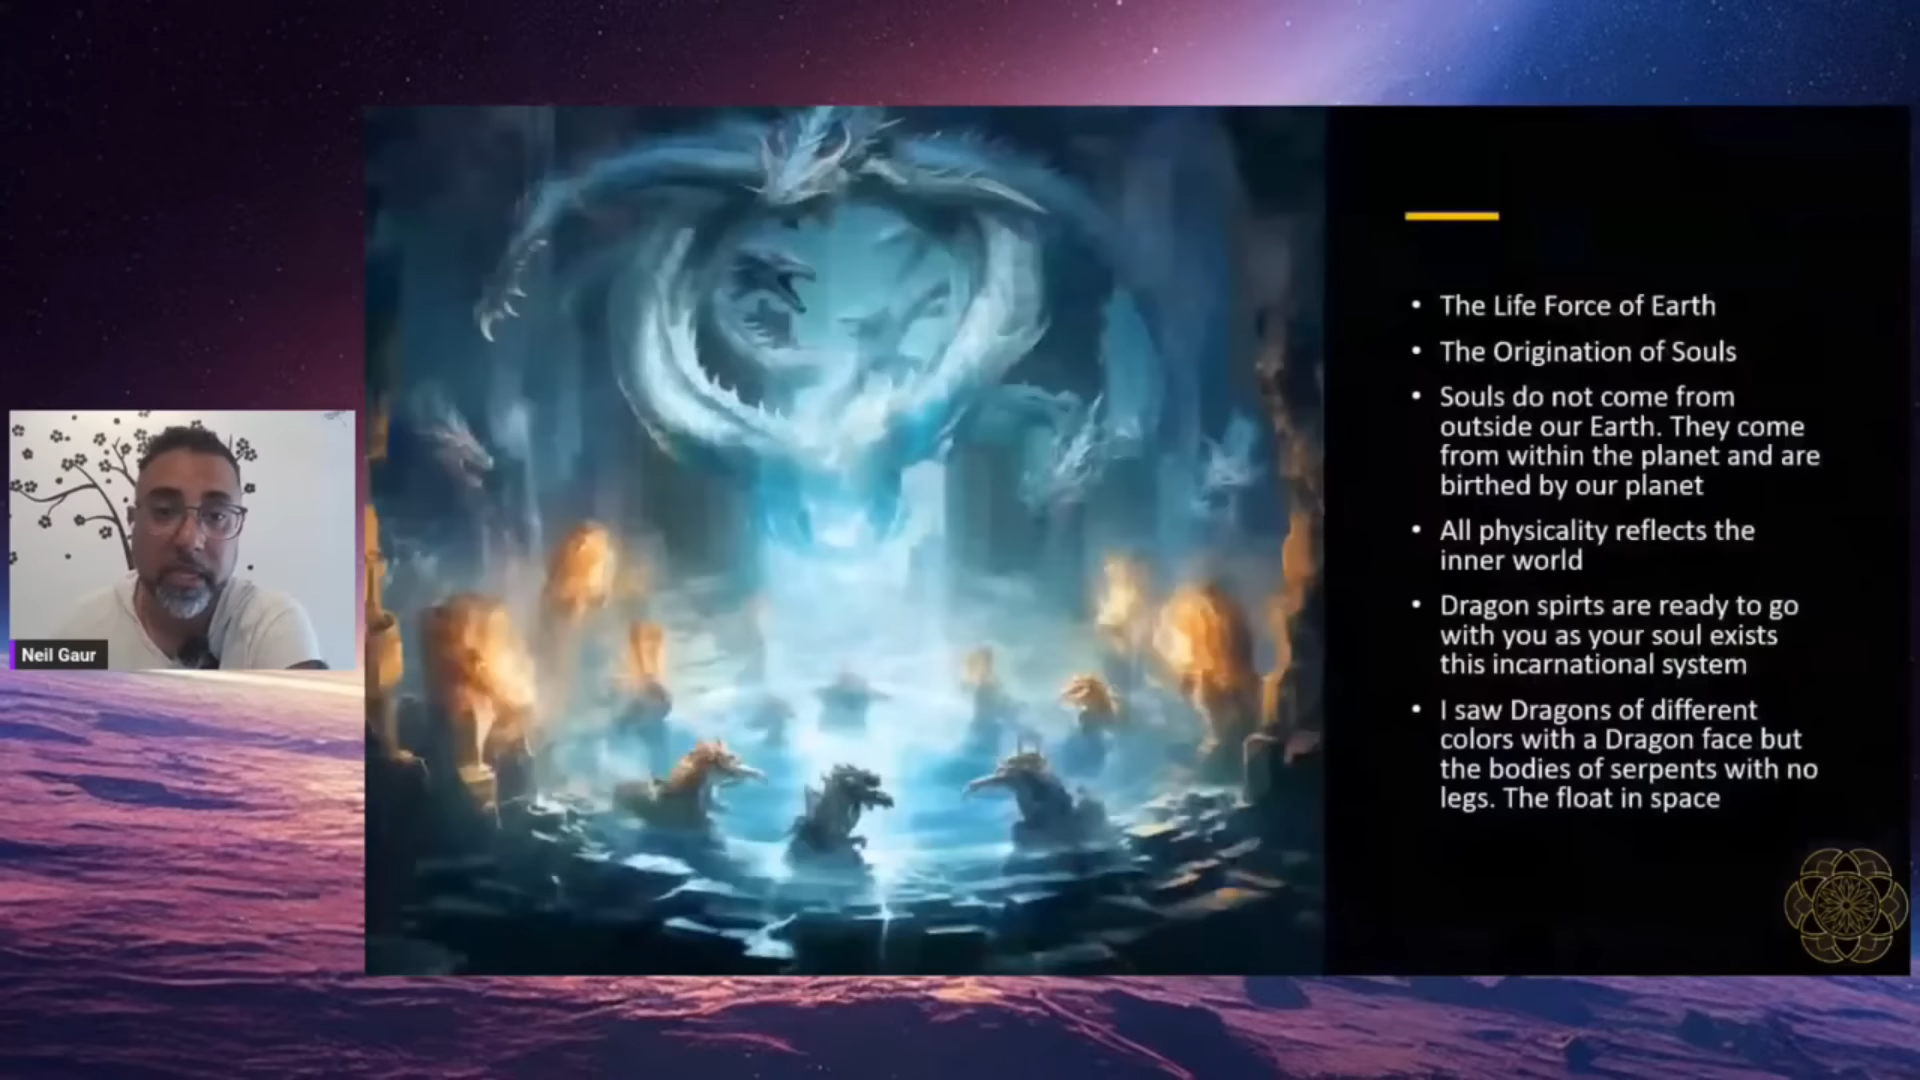 Neil Gaur
• The Life Force of Earth
• The Origination of Souls
• Souls do not come from
outside our Earth. They come
from within the planet and are
birthed by our planet
• All physicality reflects the
inner world
• Dragon spirts are ready to go
with you as your soul exists
this incarnational system
• I saw Dragons of different
colors with a Dragon face but
the bodies of serpents with no
legs. The float in space